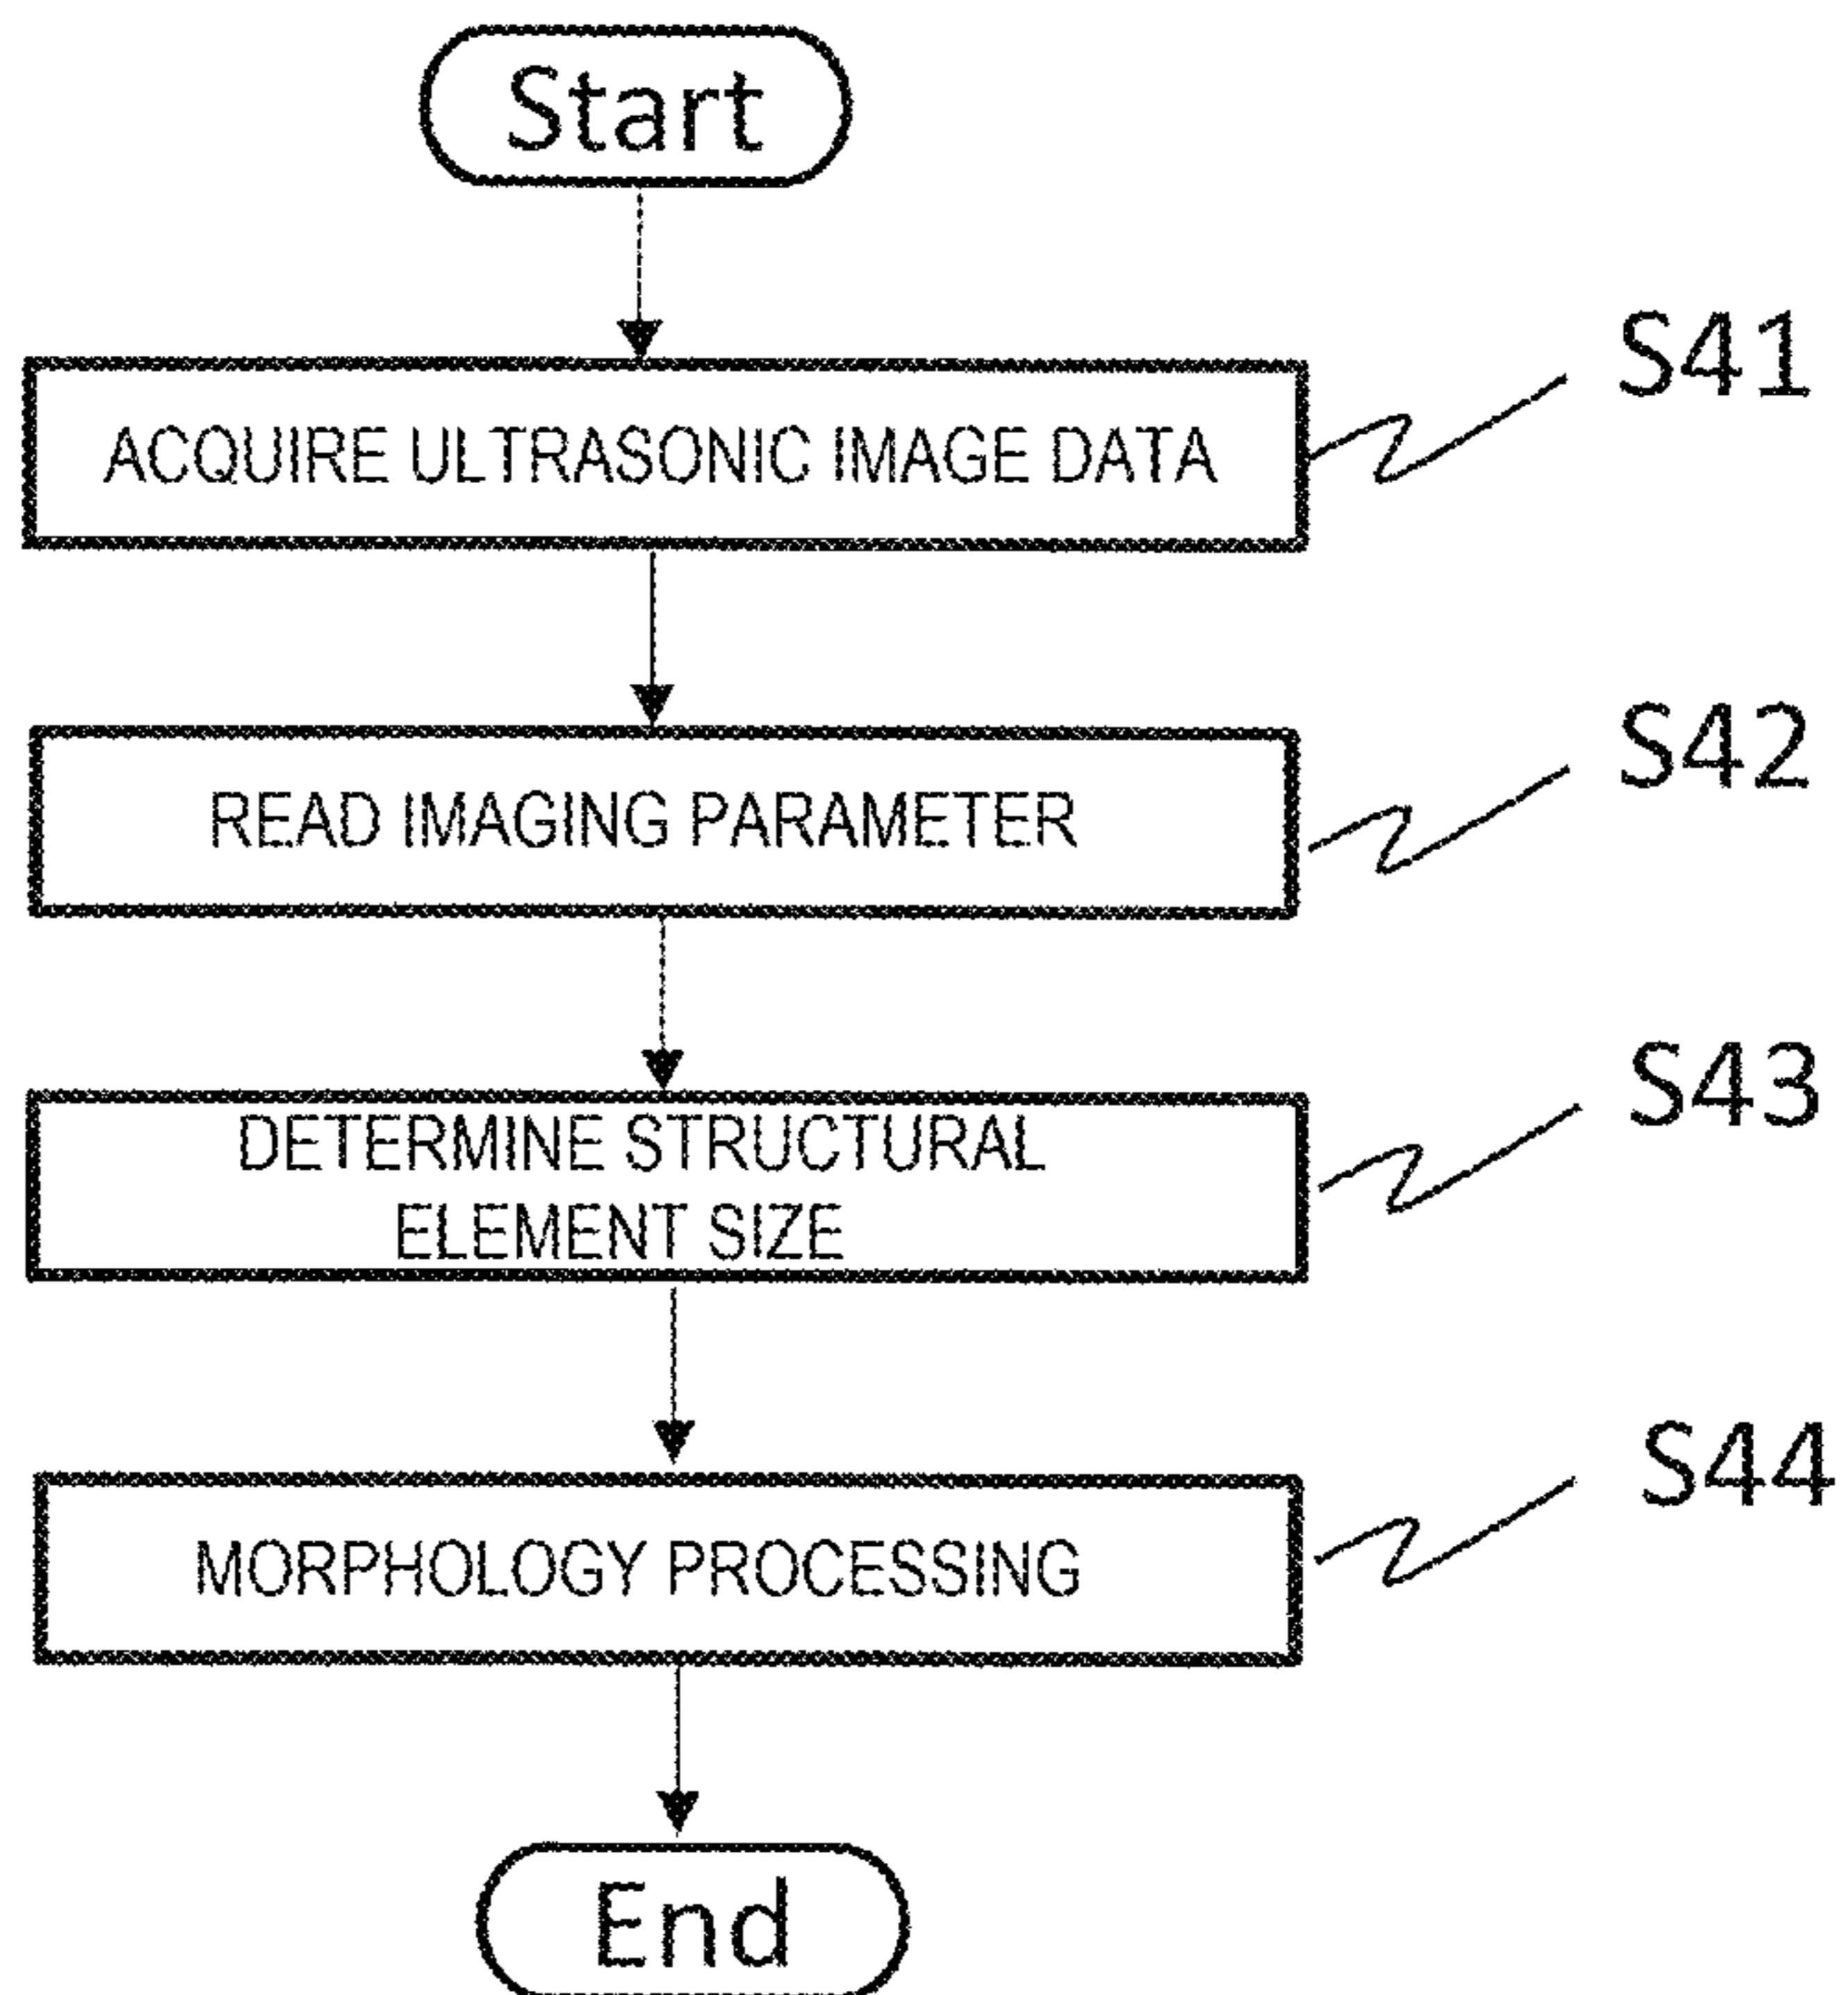 Start
ACQUIRE ULTRASONIC IMAGE DATA
S41
READ IMAGING PARAMETER
S42
DETERMINE STRUCTURAL
ELEMENT SIZE
S43
MORPHOLOGY PROCESSING
S44
End